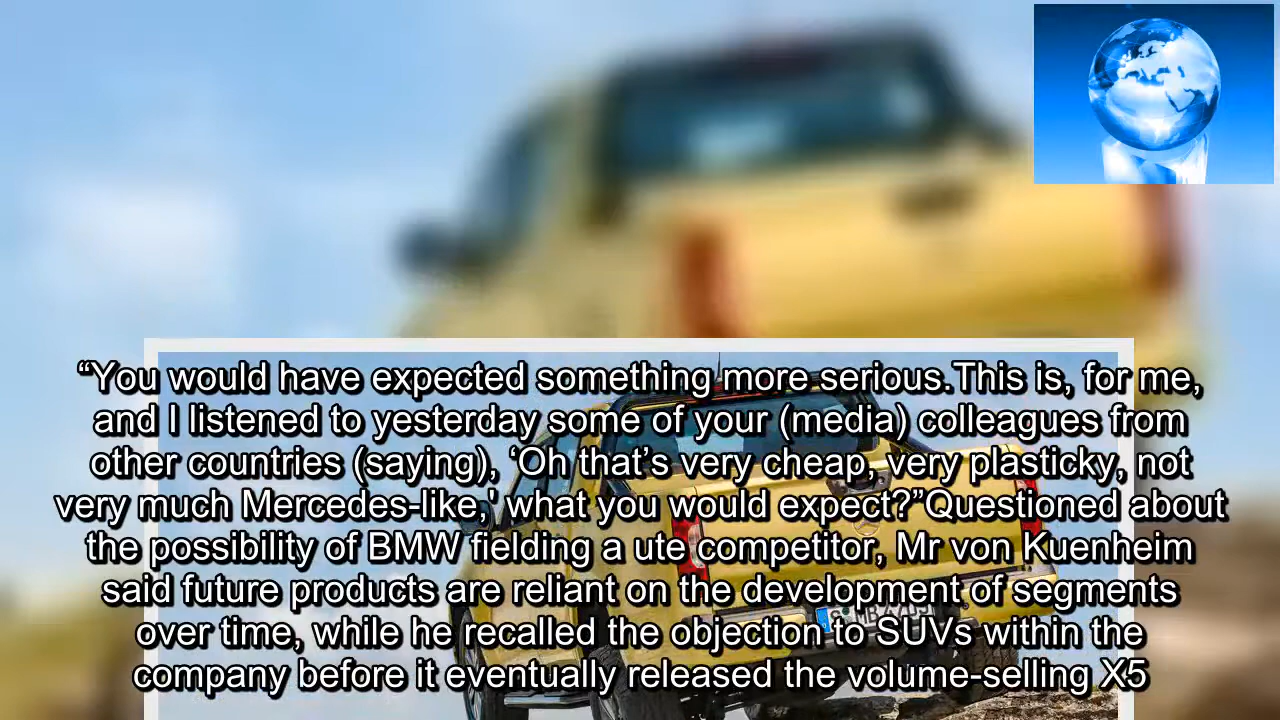 “You would have expected something more serious.This is, for me,
and I listened to yesterday some of your (media) colleagues from
other countries (saying), ‘Oh that’s very cheap, very plasticky, not
very much Mercedes-like,' what you would expect?”Questioned about
the possibility of BMW fielding a ute competitor, Mr von Kuenheim
said future products are reliant on the development of segments
over time, while he recalled the objection to SUVs within the
company before it eventually released the volume-selling X5